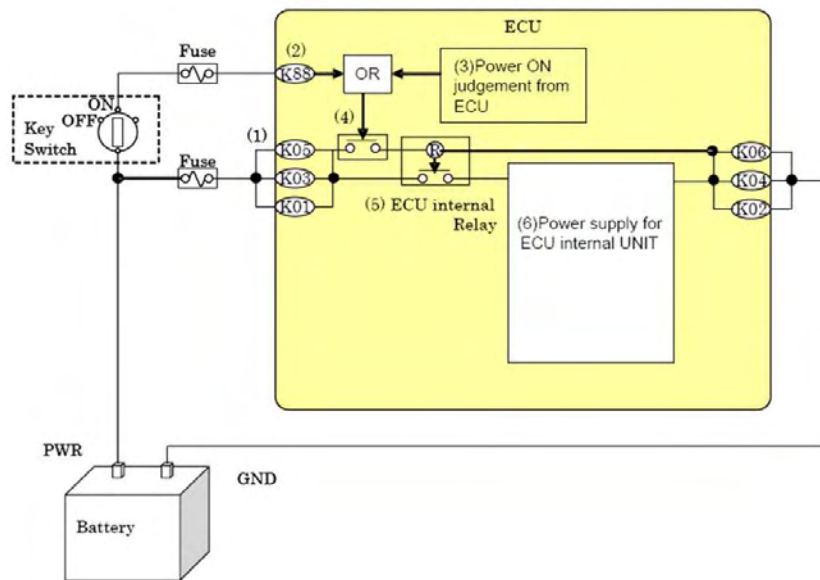 ECU
Fuse
(2)
K88
OR
(3)Power ON
judgement from
ECU
ON
OFF
Key
Switch
(1)
(4)
K05
R
K06
Fuse
K03
K04
K01
K02
(5) ECU internal
Relay
(6)Power supply for
ECU internal UNIT
PWR
GND
Battery